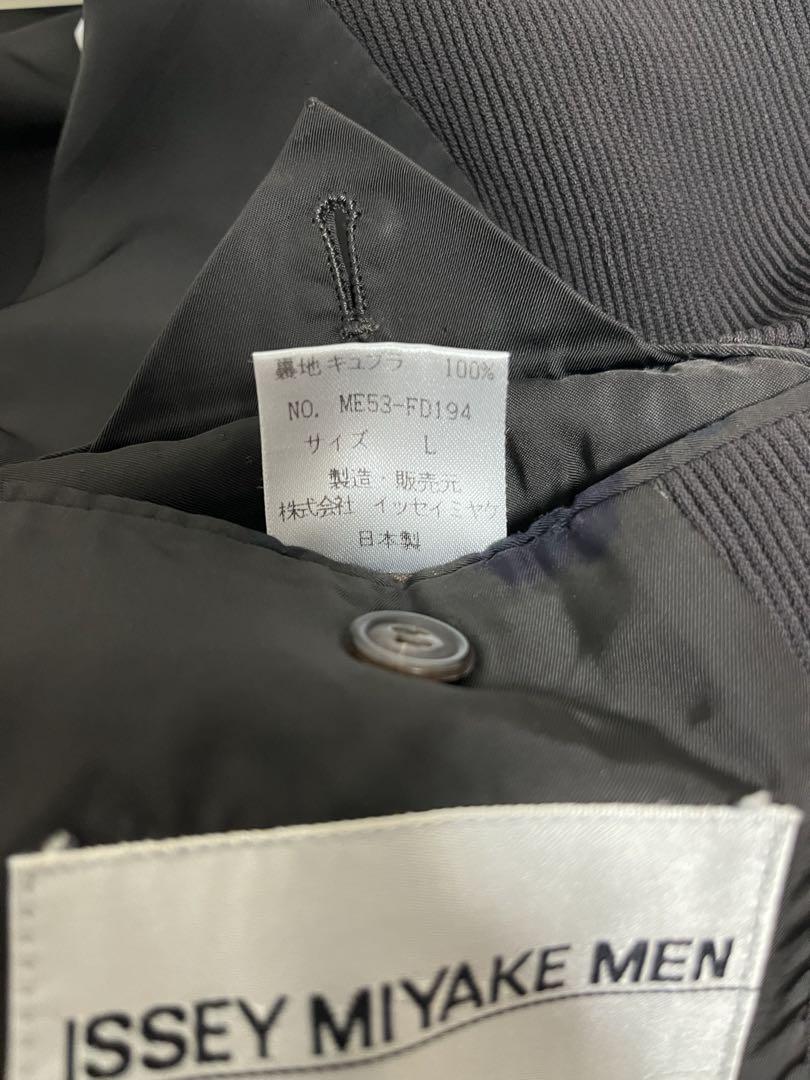 裏地 キュプラ 100%
NO. ME53-FD194
サイズ L
製造・販売元
株式会社 イッセイミヤケ
日本製
ISSEY MIYAKE MEN